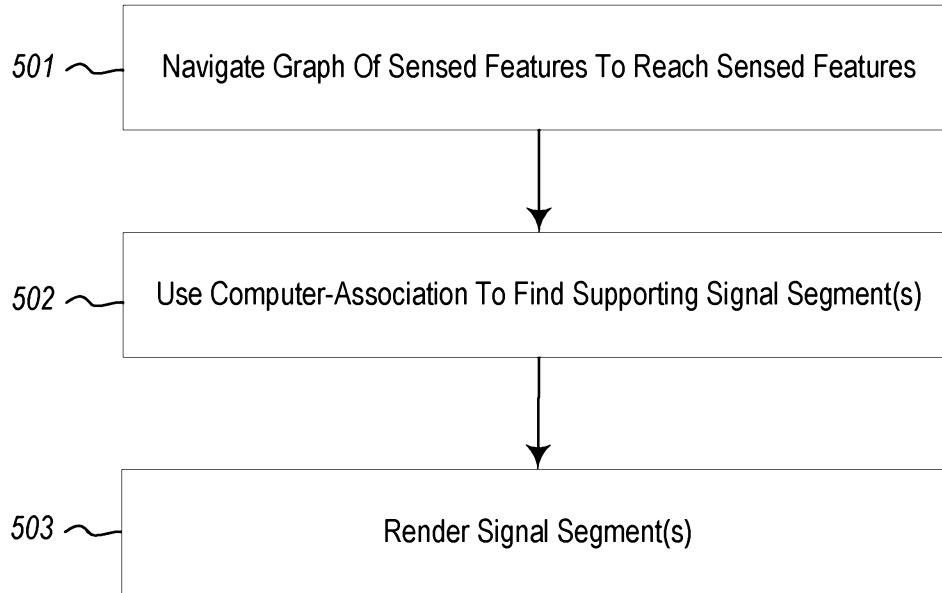 501 Navigate Graph Of Sensed Features To Reach Sensed Features
502 Use Computer-Association To Find Supporting Signal Segment(s)
503 Render Signal Segment(s)